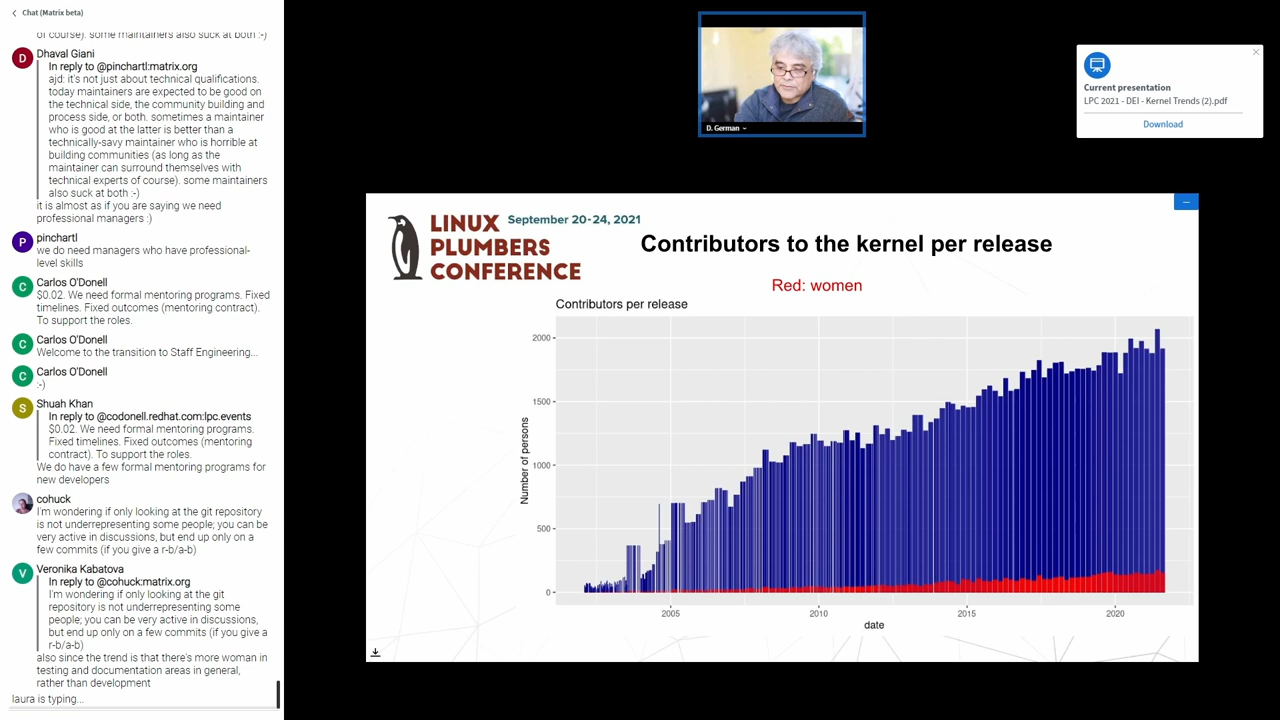 Chat (Matrix beta)
of course). some maintainers also suck at both :-)
D
Dhaval Giani
In reply to @pinchartl:matrix.org
ajd: it's not just about technical qualifications.
today maintainers are expected to be good on
the technical side, the community building and
process side, or both. sometimes a maintainer
who is good at the latter is better than a
technically-savy maintainer who is horrible at
building communities (as long as the
maintainer can surround themselves with
technical experts of course). some maintainers
also suck at both :-)
it is almost as if you are saying we need
professional managers :)
P
pinchartl
we do need managers who have professional-
level skills
C
Carlos O'Donell
$0.02. We need formal mentoring programs. Fixed
timelines. Fixed outcomes (mentoring contract).
To support the roles.
C
Carlos O'Donell
Welcome to the transition to Staff Engineering...
C
Carlos O'Donell
:-)
S
Shuah Khan
In reply to @codonell.redhat.com:lpc.events
$0.02. We need formal mentoring programs.
Fixed timelines. Fixed outcomes (mentoring
contract). To support the roles.
We do have a few formal mentoring programs for
new developers
cohuck
I'm wondering if only looking at the git repository
is not underrepresenting some people; you can be
very active in discussions, but end up only on a
few commits (if you give a r-b/a-b)
V
Veronika Kabatova
In reply to @cohuck:matrix.org
I'm wondering if only looking at the git
repository is not underrepresenting some
people; you can be very active in discussions,
but end up only on a few commits (if you give a
r-b/a-b)
also since the trend is that there's more woman in
testing and documentation areas in general,
rather than development
laura is typing...
D. German
Current presentation
LPC 2021 - DEI - Kernel Trends (2).pdf
Download
LINUX
PLUMBERS
CONFERENCE
September 20-24, 2021
Contributors to the kernel per release
Red: women
Contributors per release
Number of persons
2000
1500
1000
500
0
2005
2010
2015
2020
date